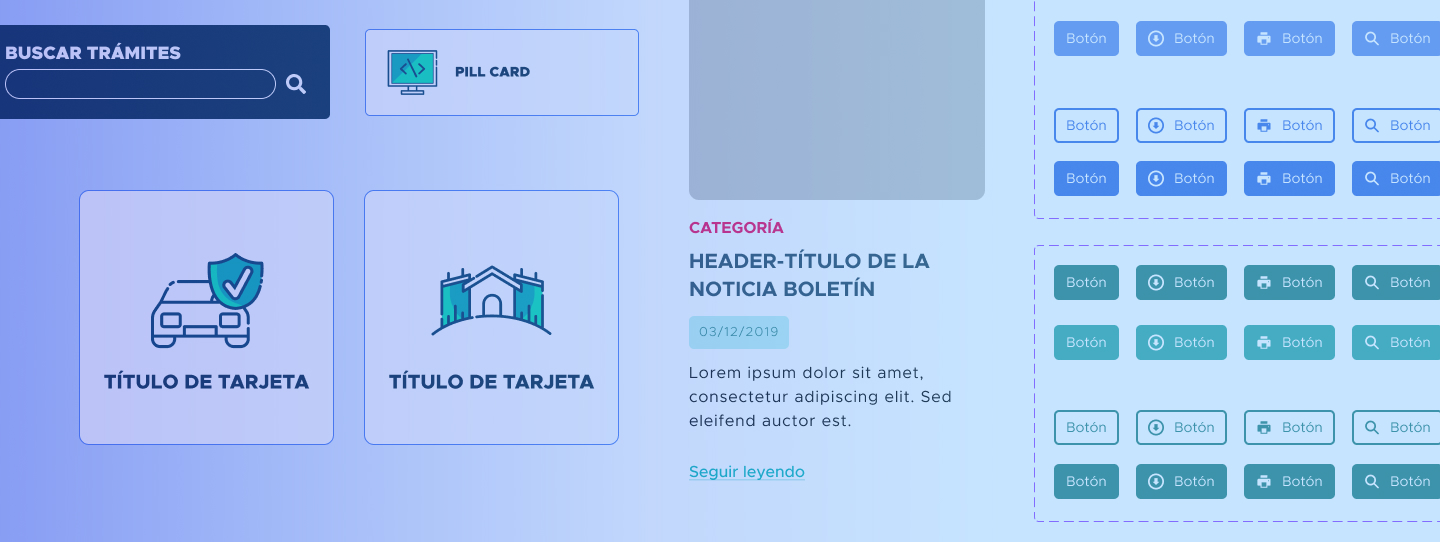 BUSCAR TRÁMITES
PILL CARD
TÍTULO DE TARJETA
TÍTULO DE TARJETA
CATEGORÍA
HEADER-TÍTULO DE LA
NOTICIA BOLETÍN
03/12/2019
Lorem ipsum dolor sit amet,
consectetur adipiscing elit. Sed
eleifend auctor est.
Seguir leyendo
Botón Botón Botón Botón
Botón Botón Botón Botón
Botón Botón Botón Botón
Botón Botón Botón Botón
Botón Botón Botón Botón
Botón Botón Botón Botón
Botón Botón Botón Botón